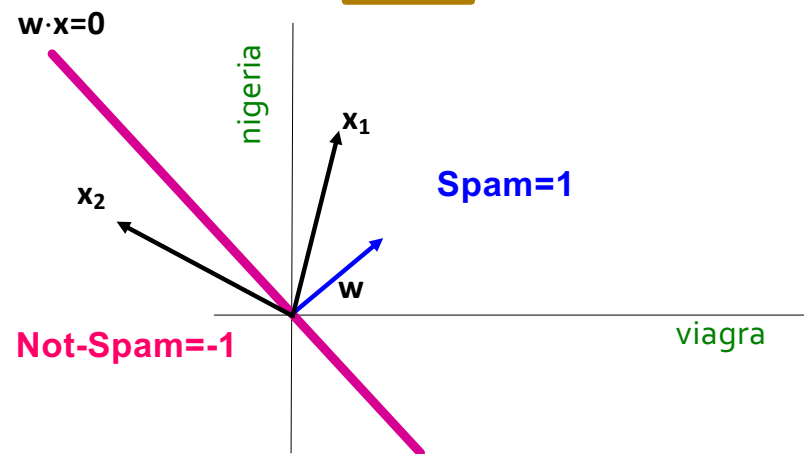 w·x=0
nigeria
x₁
Spam=1
x₂
w
Not-Spam=-1
viagra